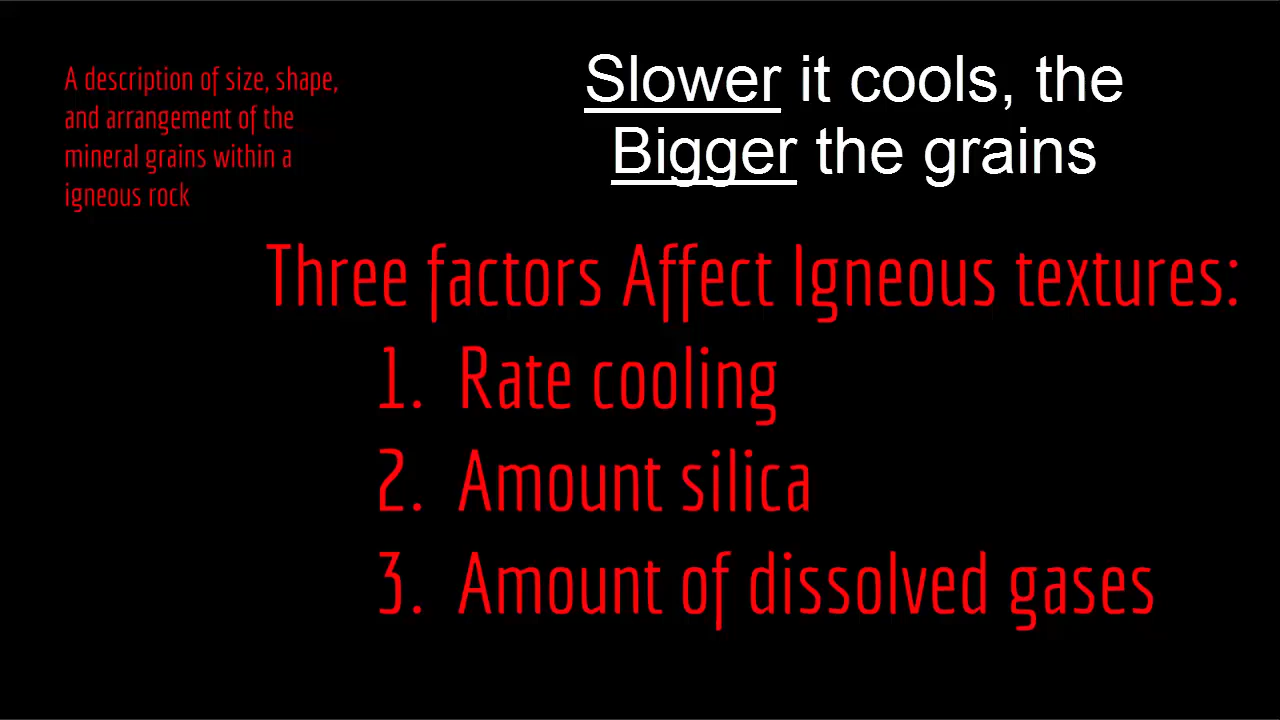 A description of size, shape,
and arrangement of the
mineral grains within a
igneous rock
Slower it cools, the
Bigger the grains
Three factors Affect Igneous textures:
1. Rate cooling
2. Amount silica
3. Amount of dissolved gases